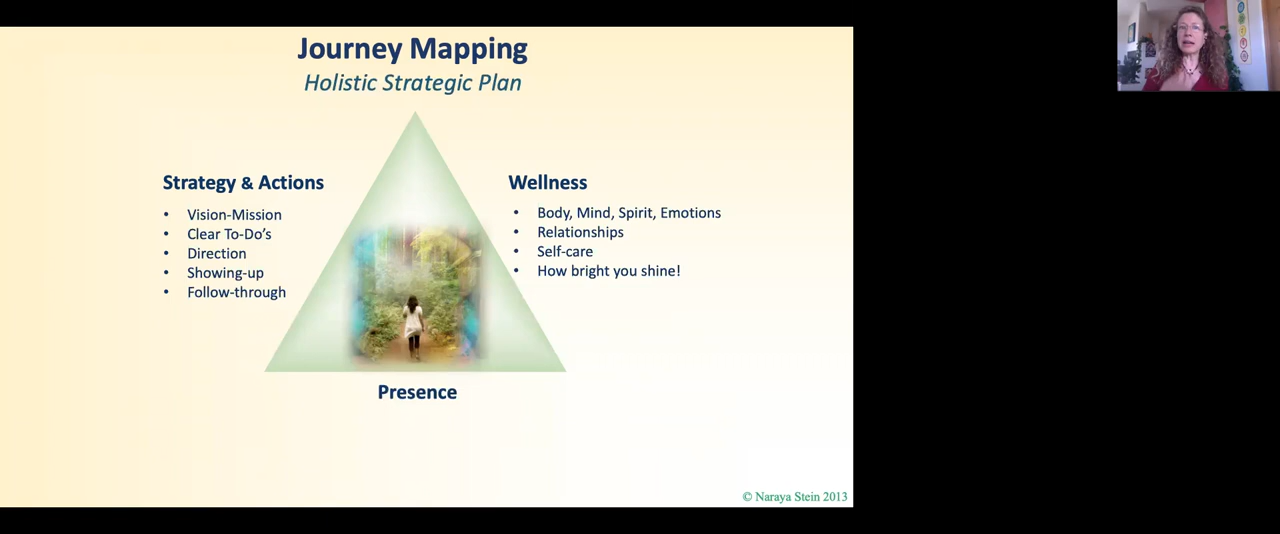 Journey Mapping
Holistic Strategic Plan
Strategy & Actions
• Vision-Mission
• Clear To-Do's
• Direction
• Showing-up
• Follow-through
Wellness
• Body, Mind, Spirit, Emotions
• Relationships
• Self-care
• How bright you shine!
Presence
© Naraya Stein 2013